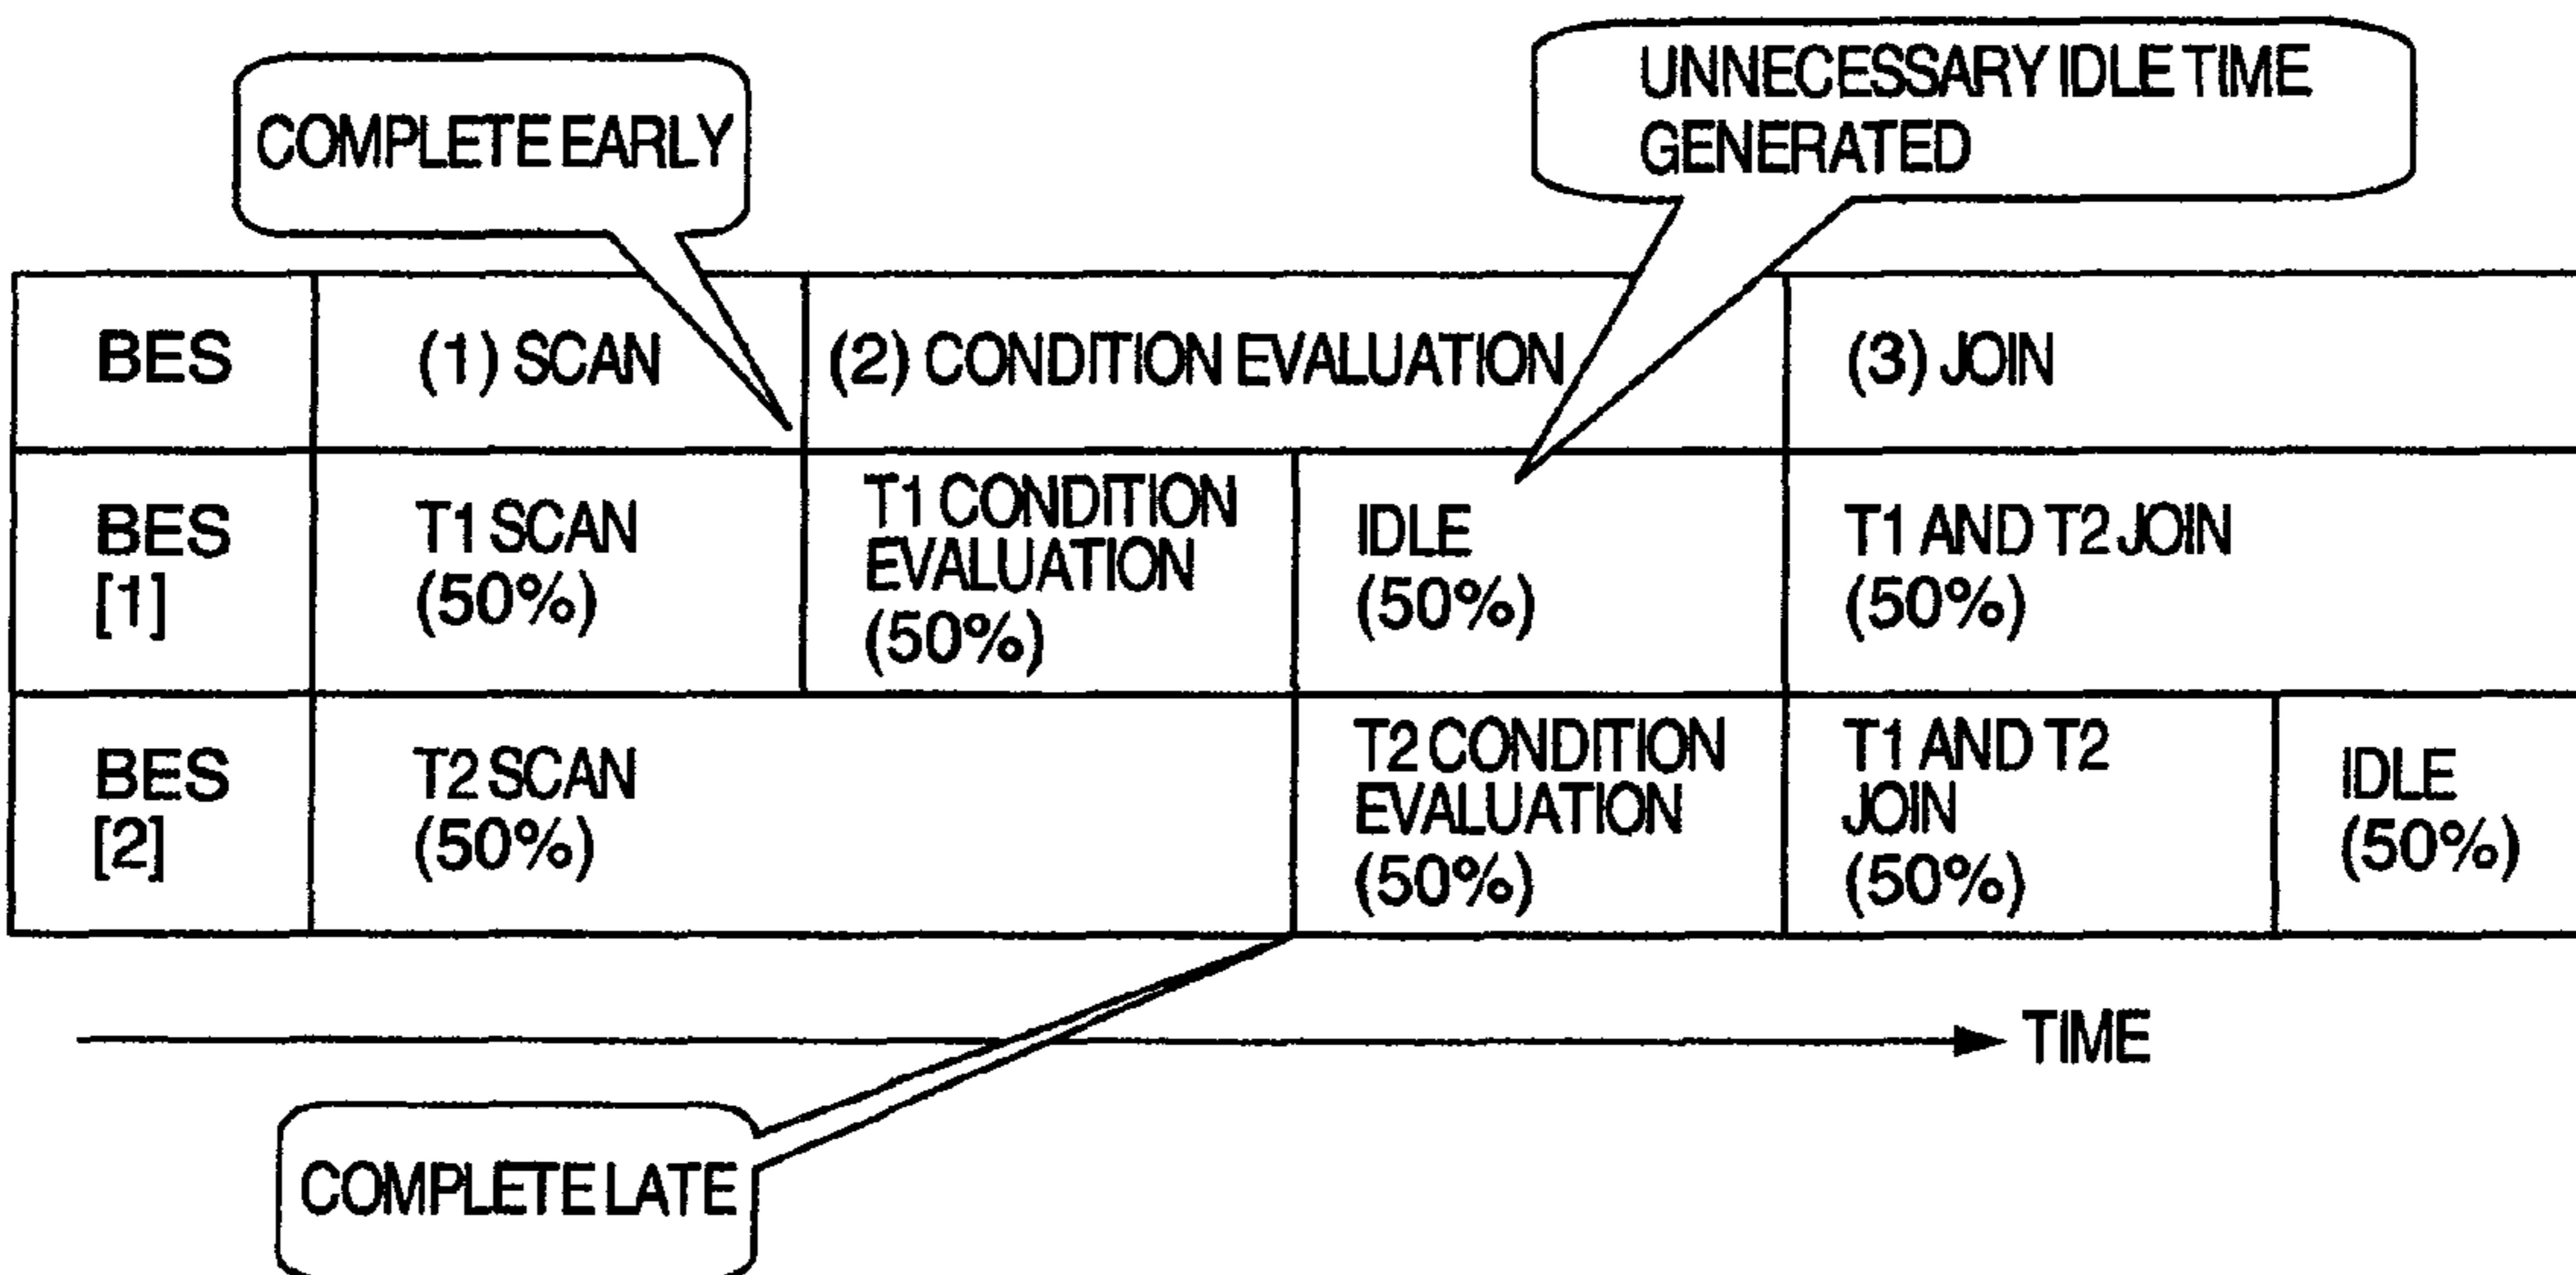 COMPLETE EARLY
UNNECESSARY IDLE TIME
GENERATED
BES
(1) SCAN
(2) CONDITION EVALUATION
(3) JOIN
BES
[1]
T1 SCAN
(50%)
T1 CONDITION
EVALUATION
(50%)
IDLE
(50%)
T1 AND T2 JOIN
(50%)
BES
[2]
T2 SCAN
(50%)
T2 CONDITION
EVALUATION
(50%)
T1 AND T2
JOIN
(50%)
IDLE
(50%)
TIME
COMPLETE LATE